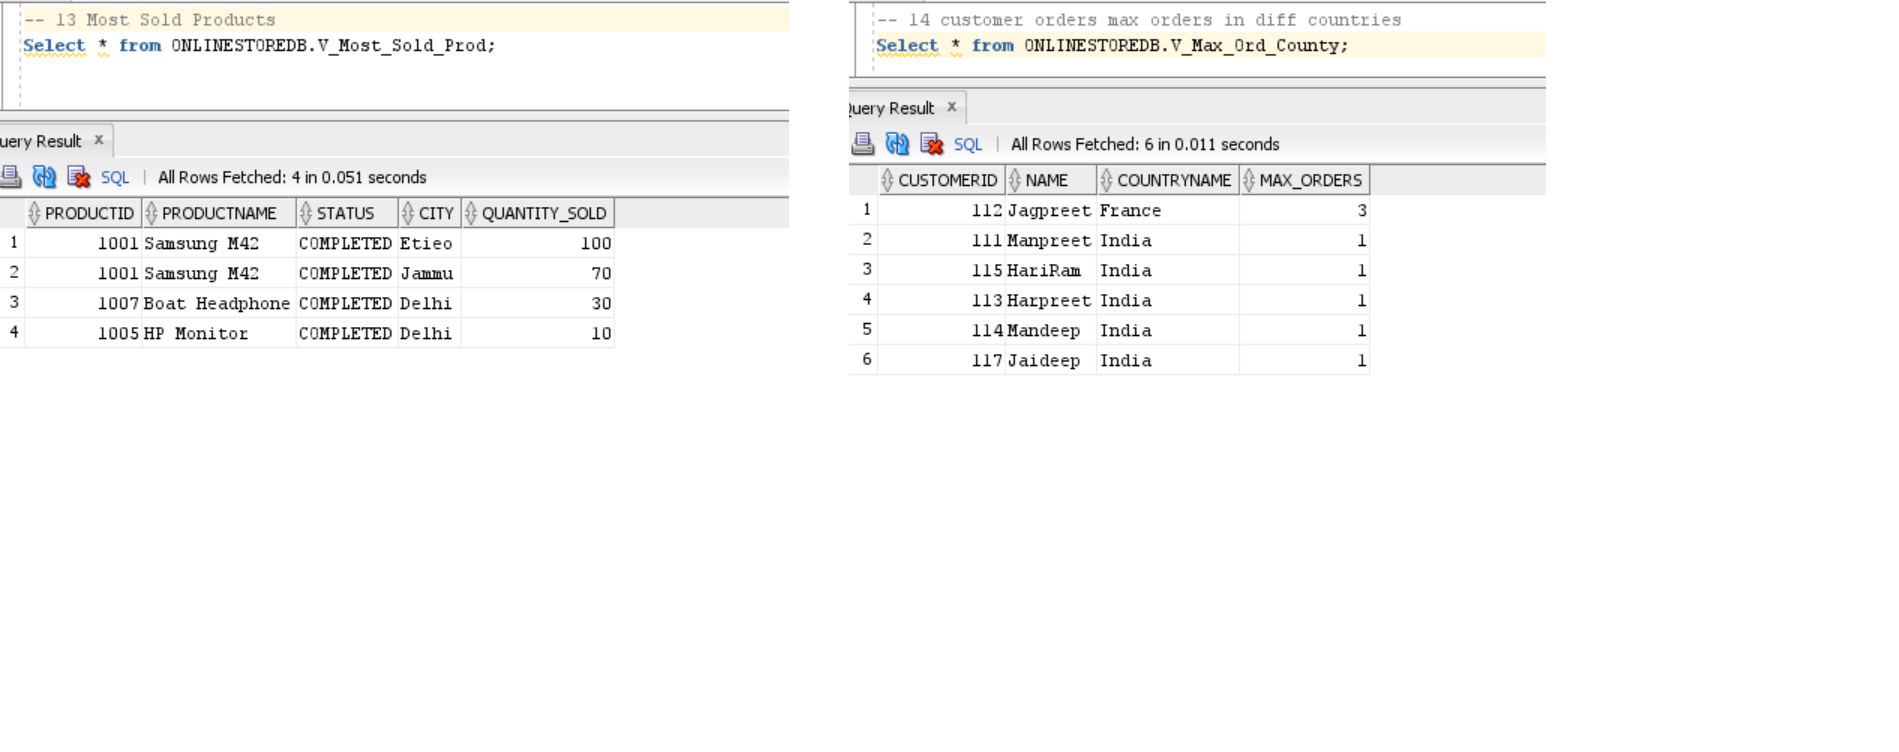 -- 13 Most Sold Products
Select * from ONLINESTOREDB.V_Most_Sold_Prod;
uery Result x
SQL | All Rows Fetched: 4 in 0.051 seconds
PRODUCTID PRODUCTNAME STATUS CITY QUANTITY_SOLD
1 1001 Samsung M42 COMPLETED Etieo 100
2 1001 Samsung M42 COMPLETED Jammu 70
3 1007 Boat Headphone COMPLETED Delhi 30
4 1005 HP Monitor COMPLETED Delhi 10
-- 14 customer orders max orders in diff countries
Select * from ONLINESTOREDB.V_Max_Ord_County;
Query Result x
SQL | All Rows Fetched: 6 in 0.011 seconds
CUSTOMERID NAME COUNTRYNAME MAX_ORDERS
1 112 Jagpreet France 3
2 111 Manpreet India 1
3 115 HariRam India 1
4 113 Harpreet India 1
5 114 Mandeep India 1
6 117 Jaideep India 1